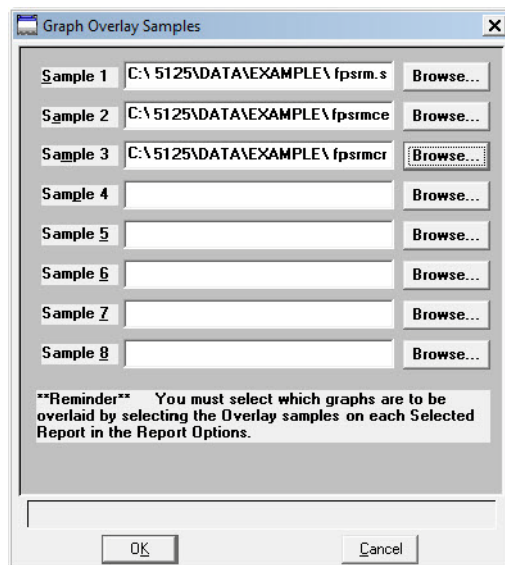 Graph Overlay Samples
Sample 1 C:\ 5125\DATA\EXAMPLE\ fpsrm.s Browse...
Sample 2 C:\ 5125\DATA\EXAMPLE\ fpsrmce Browse...
Sample 3 C:\ 5125\DATA\EXAMPLE\ fpsrmcr Browse...
Sample 4 Browse...
Sample 5 Browse...
Sample 6 Browse...
Sample 7 Browse...
Sample 8 Browse...
**Reminder** You must select which graphs are to be
overlaid by selecting the Overlay samples on each Selected
Report in the Report Options.
OK Cancel